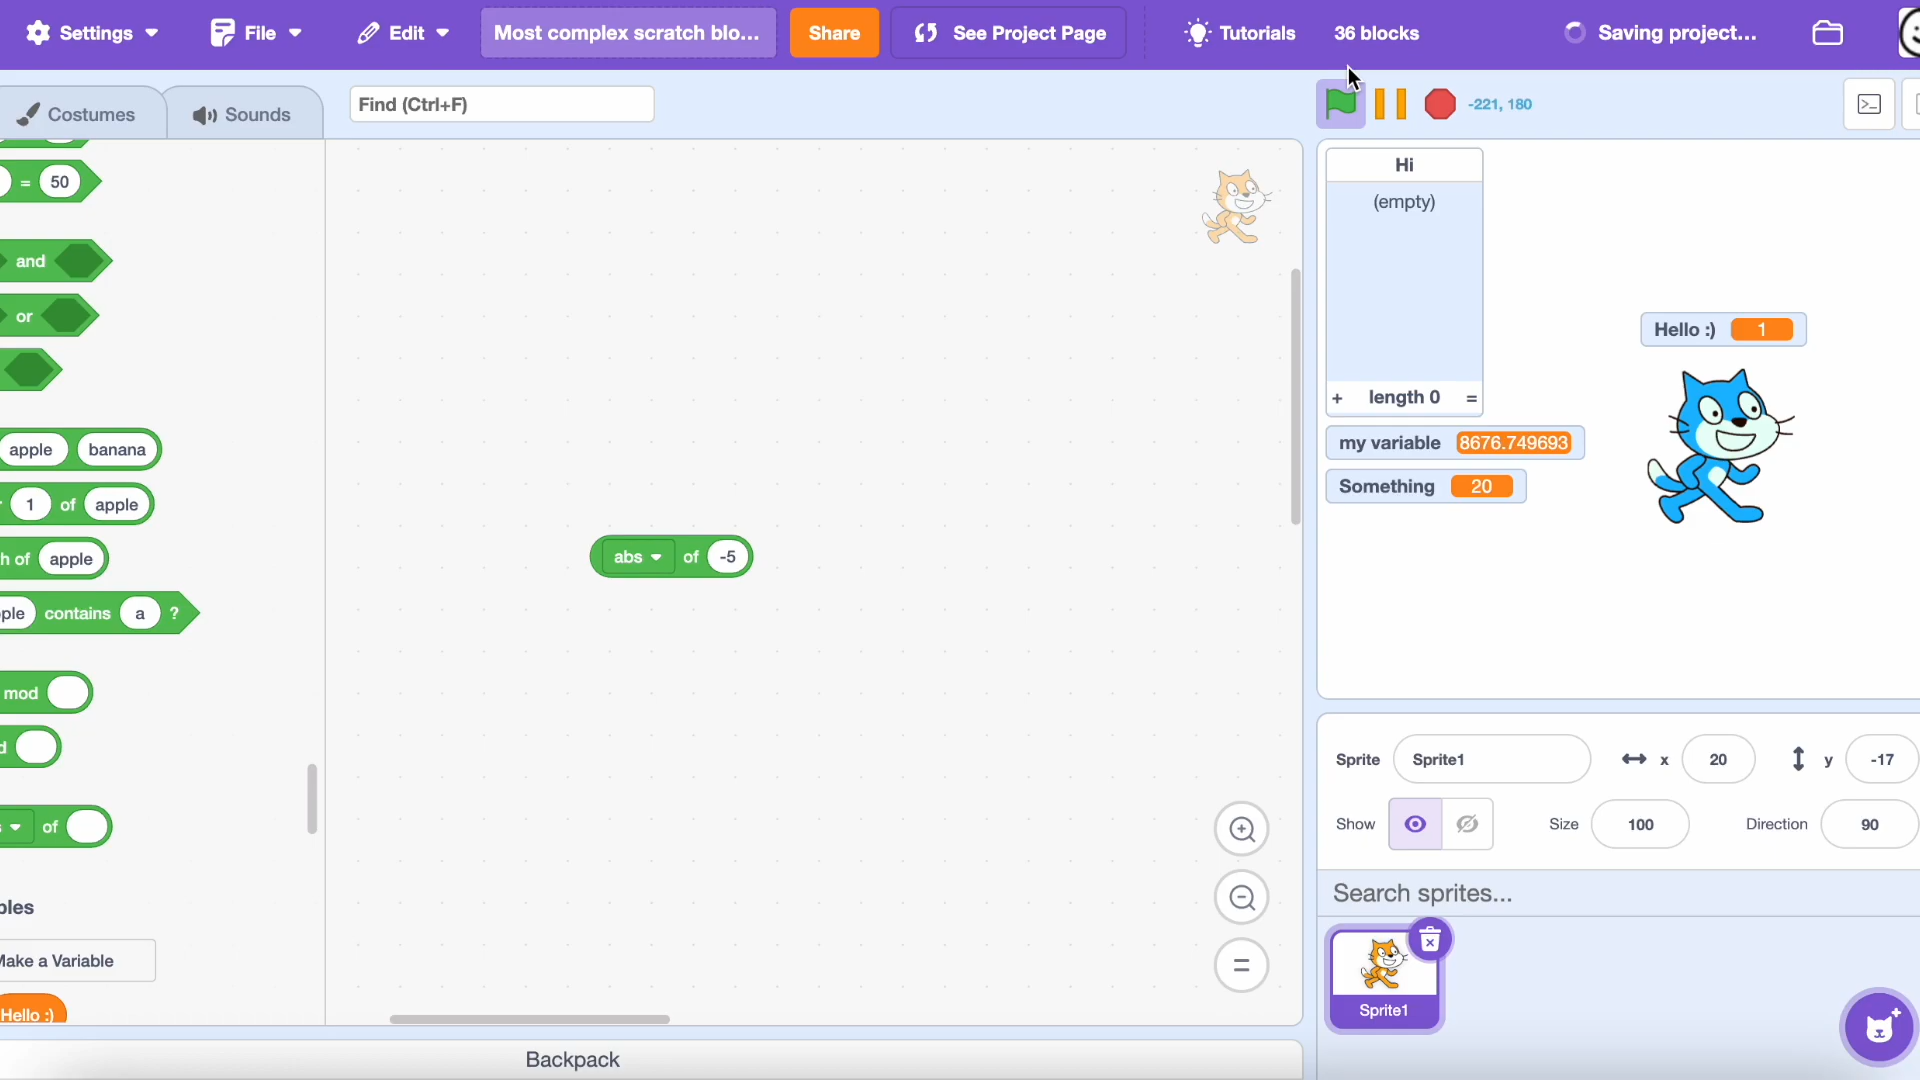 Settings File Edit Most complex scratch blo... Share See Project Page Tutorials 36 blocks Saving project...
Costumes Sounds Find (Ctrl+F) -221, 180
= 50
and
or
apple banana
1 of apple
h of apple
ple contains a ?
mod
d
of
bles
Make a Variable
Hello :)
abs of -5
Backpack
Hi
(empty)
+ length 0 =
my variable 8676.749693
Something 20
Hello :) 1
Sprite Sprite1 x 20 y -17
Show Size 100 Direction 90
Search sprites...
Sprite1